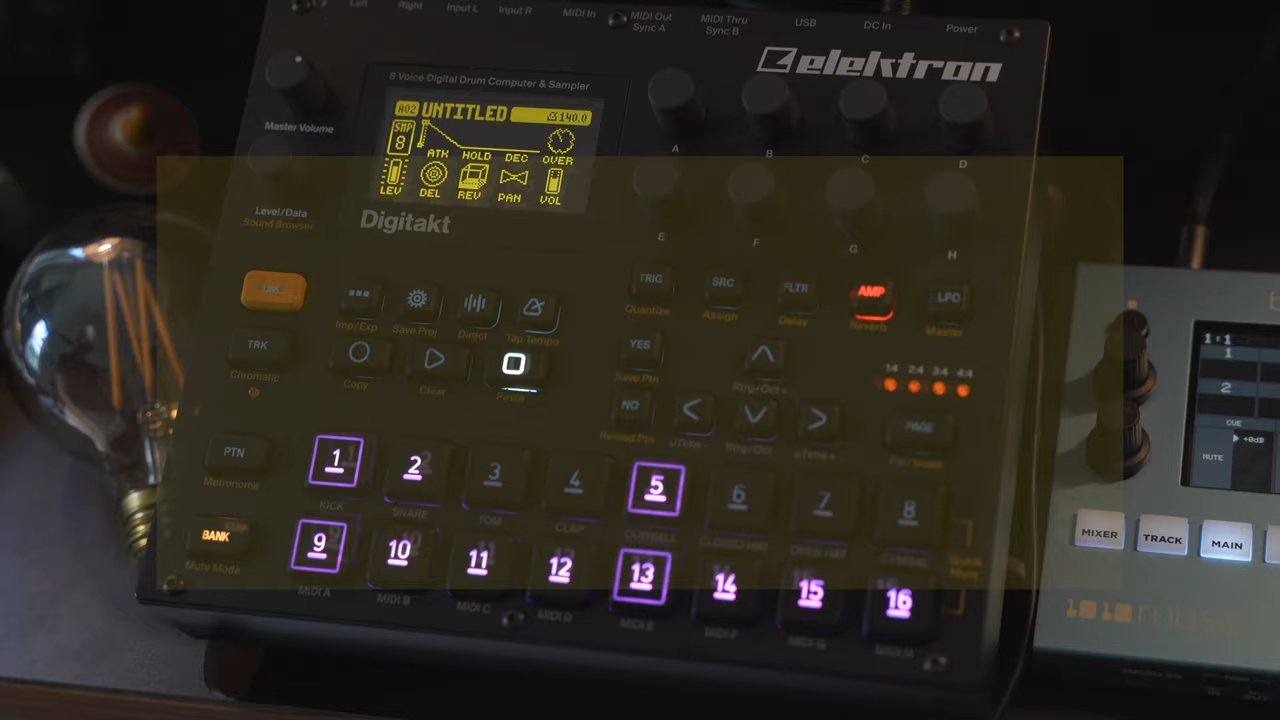 Left Right Input L Input R MIDI In MIDI Out MIDI Thru USB DC In Power
Sync A Sync B
elektron
8 Voice Digital Drum Computer & Sampler
A02 UNTITLED 140.0
SMP
8
ATK HOLD DEC OVER
LEV DEL REV PAN VOL
Master Volume
A B C D
Level/Data
Sound Browser
Digitakt
E F G H
FUNC
TRIG SRC FLTR AMP LFO
Quantize Assign Delay Reverb Master
Imp/Exp Save Proj Direct Tap Tempo
TRK
Chromatic
Copy Clear Paste
YES
Save Ptn
Rtrg/Oct+
1:4 2:4 3:4 4:4
NO
Reload Ptn
μTime- Rtrg/Oct- μTime+
PAGE
PTN
Metronome
1 2 3 4 5 6 7 8
KICK SNARE TOM CLAP COWBELL CLOSED HAT OPEN HAT CYMBAL
BANK
Mute Mode
Quick
Mute
9 10 11 12 13 14 15 16
MIDI A MIDI B MIDI C MIDI D MIDI E MIDI F MIDI G MIDI H
1:1
1
2
CUE
+0dB
MUTE
MIXER TRACK MAIN
1010MUSIC